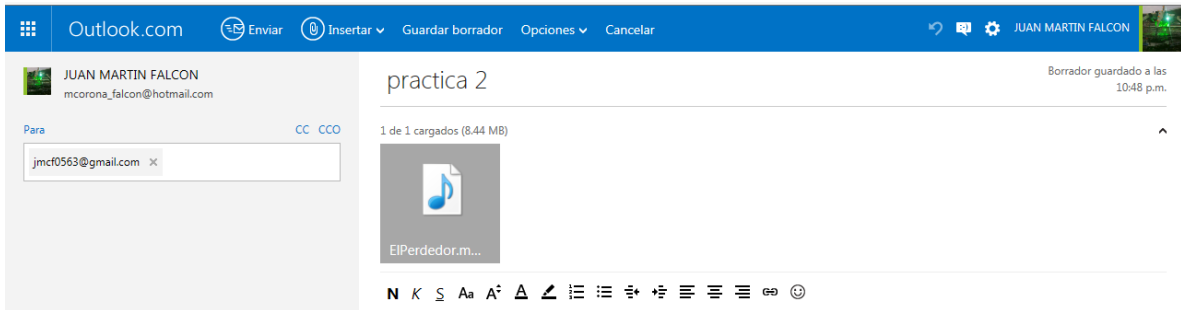 Outlook.com Enviar Insertar Guardar borrador Opciones Cancelar JUAN MARTIN FALCON
JUAN MARTIN FALCON
mcorona_falcon@hotmail.com
Para CC CCO
jmcf0563@gmail.com ×
practica 2
Borrador guardado a las
10:48 p.m.
1 de 1 cargados (8.44 MB)
ElPerdedor.m...
N K S Aa A A